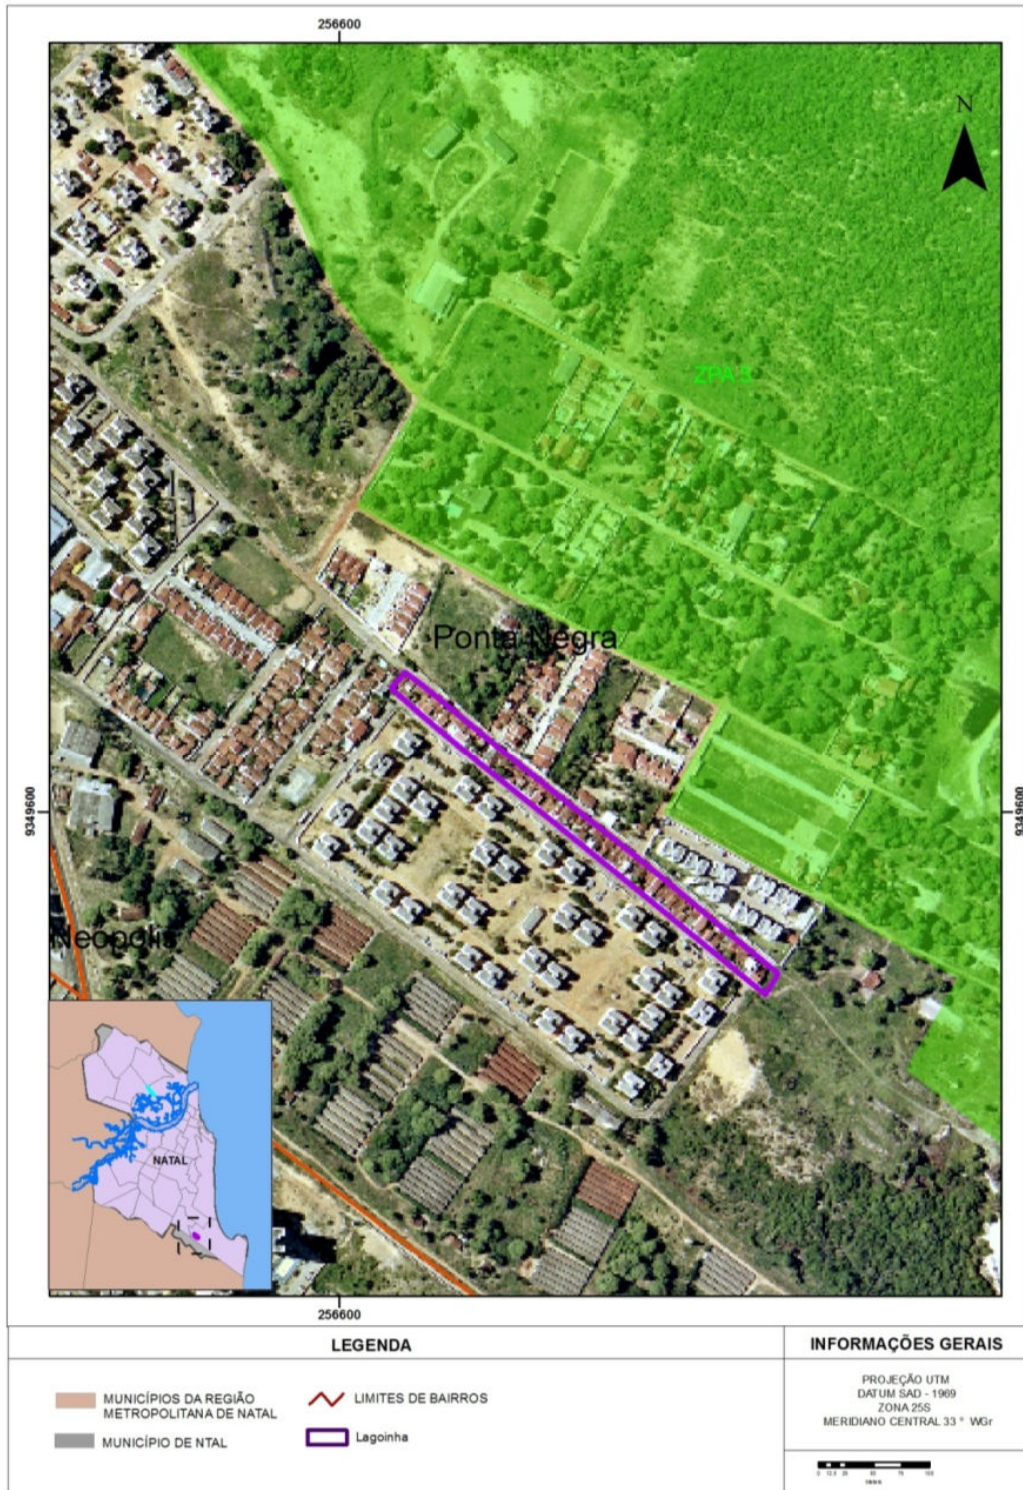 256600
N
ZPA 3
Ponta Negra
9349600
9349600
Neópolis
NATAL
256600
LEGENDA
MUNICÍPIOS DA REGIÃO
METROPOLITANA DE NATAL
MUNICÍPIO DE NTAL
LIMITES DE BAIRROS
Lagoinha
INFORMAÇÕES GERAIS
PROJEÇÃO UTM
DATUM SAD - 1969
ZONA 25S
MERIDIANO CENTRAL 33 ° WGr